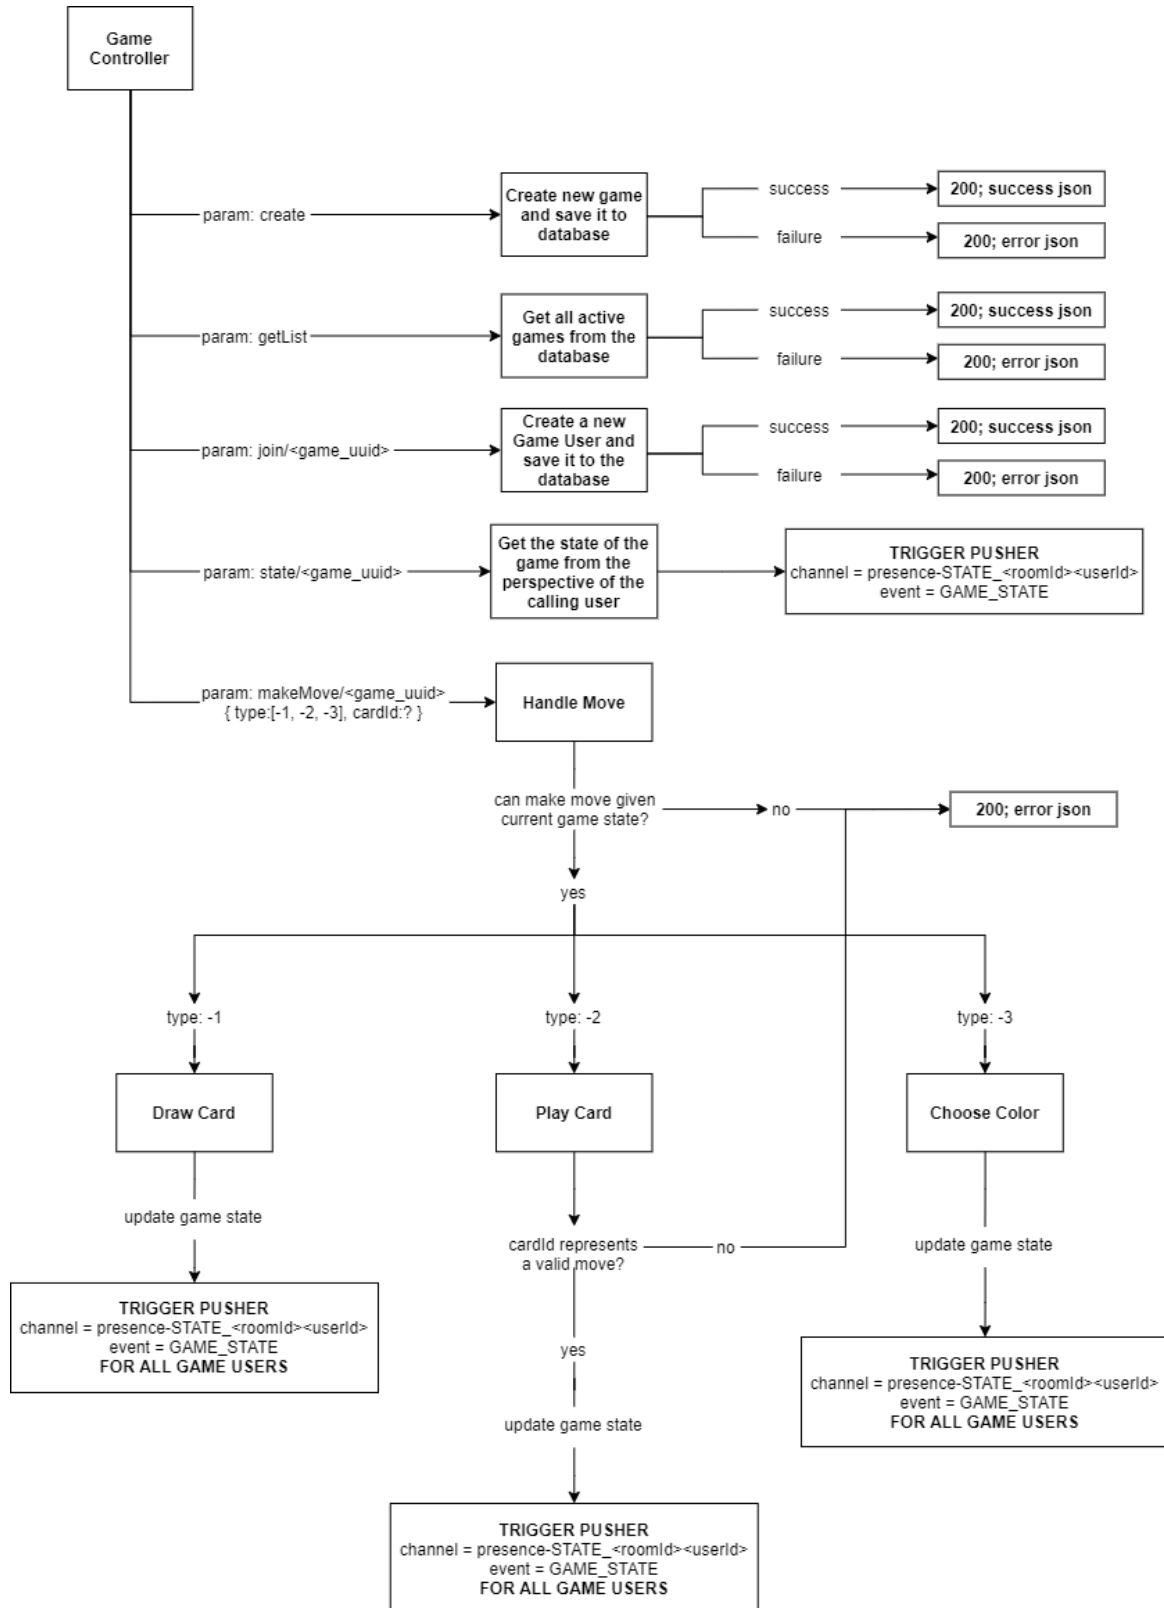 Game
Controller
param: create
Create new game
and save it to
database
success
200; success json
failure
200; error json
param: getList
Get all active
games from the
database
success
200; success json
failure
200; error json
param: join/<game_uuid>
Create a new
Game User and
save it to the
database
success
200; success json
failure
200; error json
param: state/<game_uuid>
Get the state of the
game from the
perspective of the
calling user
TRIGGER PUSHER
channel = presence-STATE_<roomId><userId>
event = GAME_STATE
param: makeMove/<game_uuid>
{ type:[-1, -2, -3], cardId:? }
Handle Move
can make move given
current game state?
no
200; error json
yes
type: -1
type: -2
type: -3
Draw Card
Play Card
Choose Color
update game state
cardId represents
a valid move?
no
update game state
TRIGGER PUSHER
channel = presence-STATE_<roomId><userId>
event = GAME_STATE
FOR ALL GAME USERS
yes
TRIGGER PUSHER
channel = presence-STATE_<roomId><userId>
event = GAME_STATE
FOR ALL GAME USERS
update game state
TRIGGER PUSHER
channel = presence-STATE_<roomId><userId>
event = GAME_STATE
FOR ALL GAME USERS